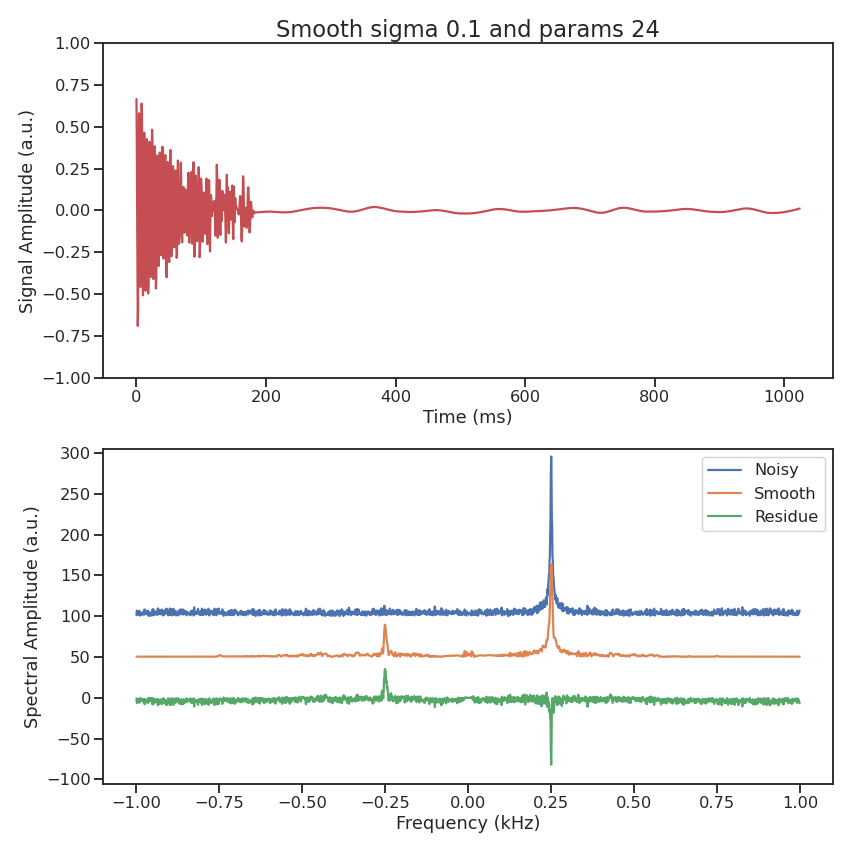 Smooth sigma 0.1 and params 24
1.00
0.75
0.50
0.25
0.00
−0.25
−0.50
−0.75
−1.00
Signal Amplitude (a.u.)
0 200 400 600 800 1000
Time (ms)
300
250
200
150
100
50
0
−50
−100
Spectral Amplitude (a.u.)
Noisy
Smooth
Residue
−1.00 −0.75 −0.50 −0.25 0.00 0.25 0.50 0.75 1.00
Frequency (kHz)